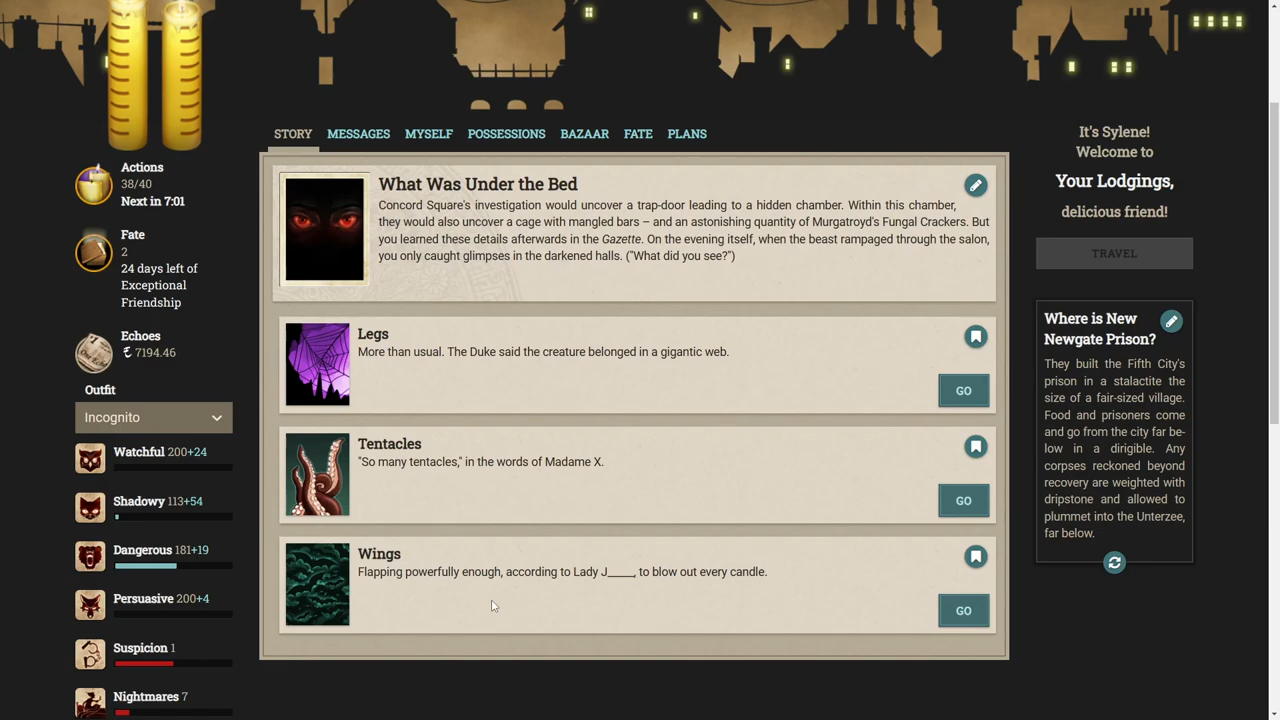 STORY MESSAGES MYSELF POSSESSIONS BAZAAR FATE PLANS
Actions
38/40
Next in 7:01
Fate
2
24 days left of
Exceptional
Friendship
Echoes
7194.46
Outfit
Incognito
Watchful 200+24
Shadowy 113+54
Dangerous 181+19
Persuasive 200+4
Suspicion 1
Nightmares 7
What Was Under the Bed
Concord Square's investigation would uncover a trap-door leading to a hidden chamber. Within this chamber,
they would also uncover a cage with mangled bars – and an astonishing quantity of Murgatroyd's Fungal Crackers. But
you learned these details afterwards in the Gazette. On the evening itself, when the beast rampaged through the salon,
you only caught glimpses in the darkened halls. ("What did you see?")
Legs
More than usual. The Duke said the creature belonged in a gigantic web.
GO
Tentacles
"So many tentacles," in the words of Madame X.
GO
Wings
Flapping powerfully enough, according to Lady J_____, to blow out every candle.
GO
It's Sylene!
Welcome to
Your Lodgings,
delicious friend!
TRAVEL
Where is New
Newgate Prison?
They built the Fifth City's
prison in a stalactite the
size of a fair-sized village.
Food and prisoners come
and go from the city far be-
low in a dirigible. Any
corpses reckoned beyond
recovery are weighted with
dripstone and allowed to
plummet into the Unterzee,
far below.